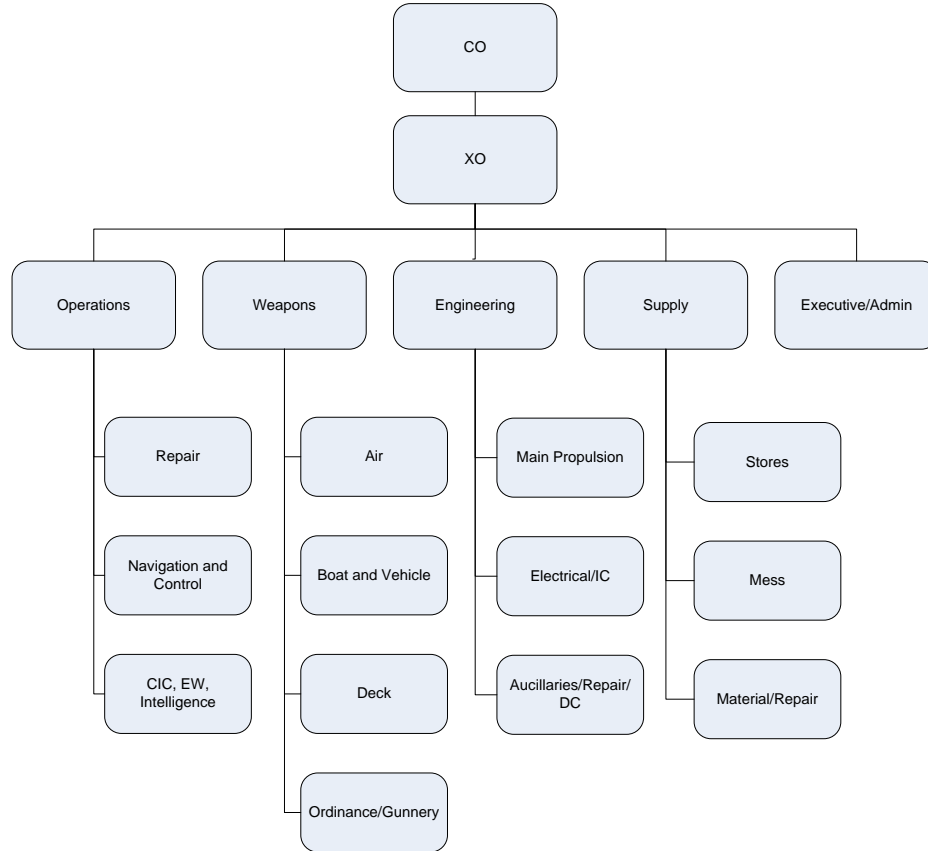 CO
XO
Operations
Weapons
Engineering
Supply
Executive/Admin
Repair
Air
Main Propulsion
Stores
Navigation and
Control
Boat and Vehicle
Electrical/IC
Mess
CIC, EW,
Intelligence
Deck
Aucillaries/Repair/
DC
Material/Repair
Ordinance/Gunnery